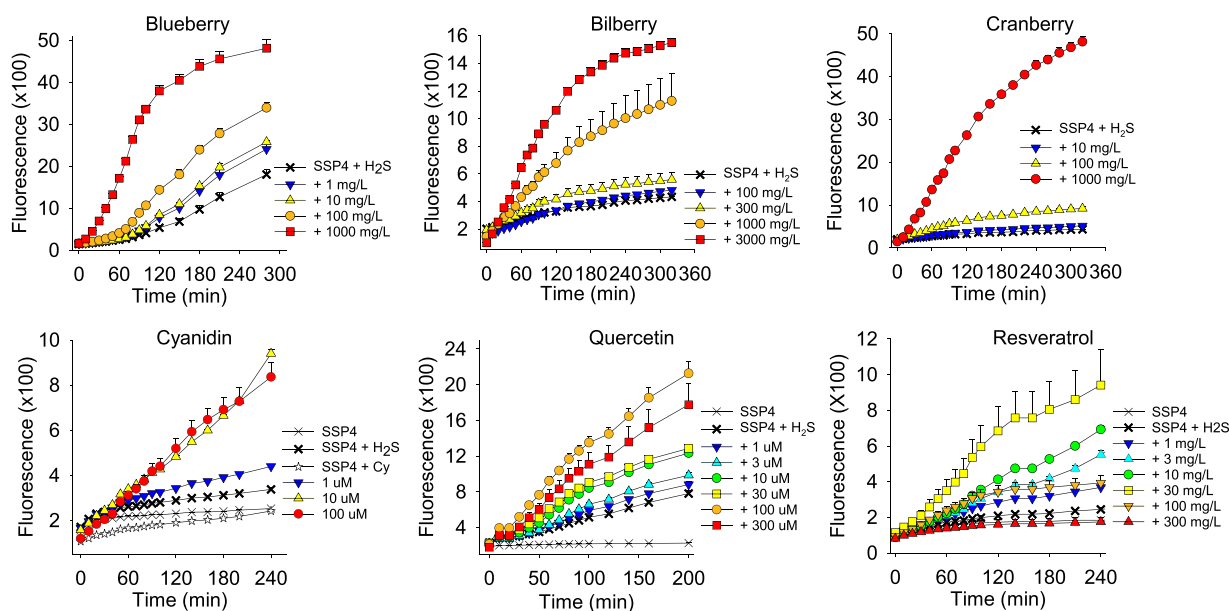 Blueberry
Fluorescence (x100)
50
40
30
20
10
0
0 60 120 180 240 300
Time (min)
SSP4 + H2S
+ 1 mg/L
+ 10 mg/L
+ 100 mg/L
+ 1000 mg/L
Bilberry
Fluorescence (x100)
16
14
12
10
8
6
4
2
0 60 120 180 240 300 360
Time (min)
SSP4 + H₂S
+ 100 mg/L
+ 300 mg/L
+ 1000 mg/L
+ 3000 mg/L
Cranberry
Fluorescence (x100)
50
40
30
20
10
0
0 60 120 180 240 300 360
Time (min)
SSP4 + H₂S
+ 10 mg/L
+ 100 mg/L
+ 1000 mg/L
Cyanidin
Fluorescence (x100)
10
8
6
4
2
0 60 120 180 240
Time (min)
SSP4
SSP4 + H₂S
SSP4 + Cy
1 uM
10 uM
100 uM
Quercetin
Fluorescence (x100)
24
20
16
12
8
4
0 50 100 150 200
Time (min)
SSP4
SSP4 + H₂S
+ 1 uM
+ 3 uM
+ 10 uM
+ 30 uM
+ 100 uM
+ 300 uM
Resveratrol
Fluorescence (X100)
12
10
8
6
4
2
0
0 60 120 180 240
Time (min)
SSP4
SSP4 + H2S
+ 1 mg/L
+ 3 mg/L
+ 10 mg/L
+ 30 mg/L
+ 100 mg/L
+ 300 mg/L